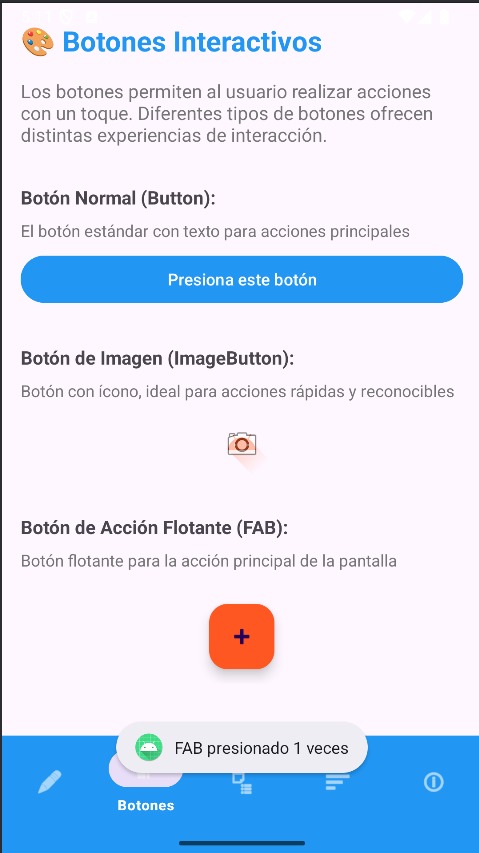 🎨 Botones Interactivos
Los botones permiten al usuario realizar acciones
con un toque. Diferentes tipos de botones ofrecen
distintas experiencias de interacción.
Botón Normal (Button):
El botón estándar con texto para acciones principales
Presiona este botón
Botón de Imagen (ImageButton):
Botón con ícono, ideal para acciones rápidas y reconocibles
Botón de Acción Flotante (FAB):
Botón flotante para la acción principal de la pantalla
+
FAB presionado 1 veces
Botones